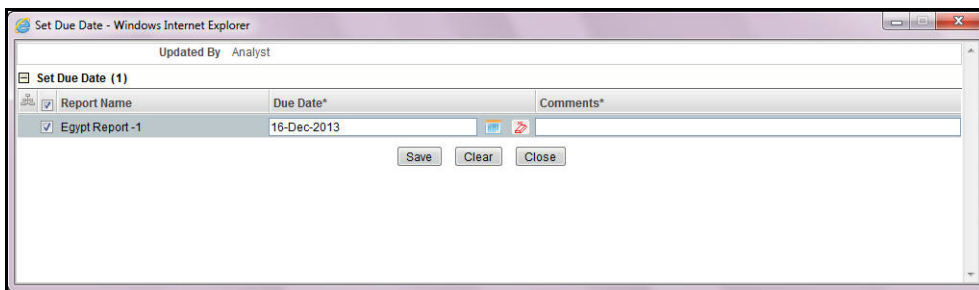 Set Due Date - Windows Internet Explorer
Updated By Analyst
Set Due Date (1)
Report Name Due Date* Comments*
Egypt Report -1 16-Dec-2013
Save Clear Close